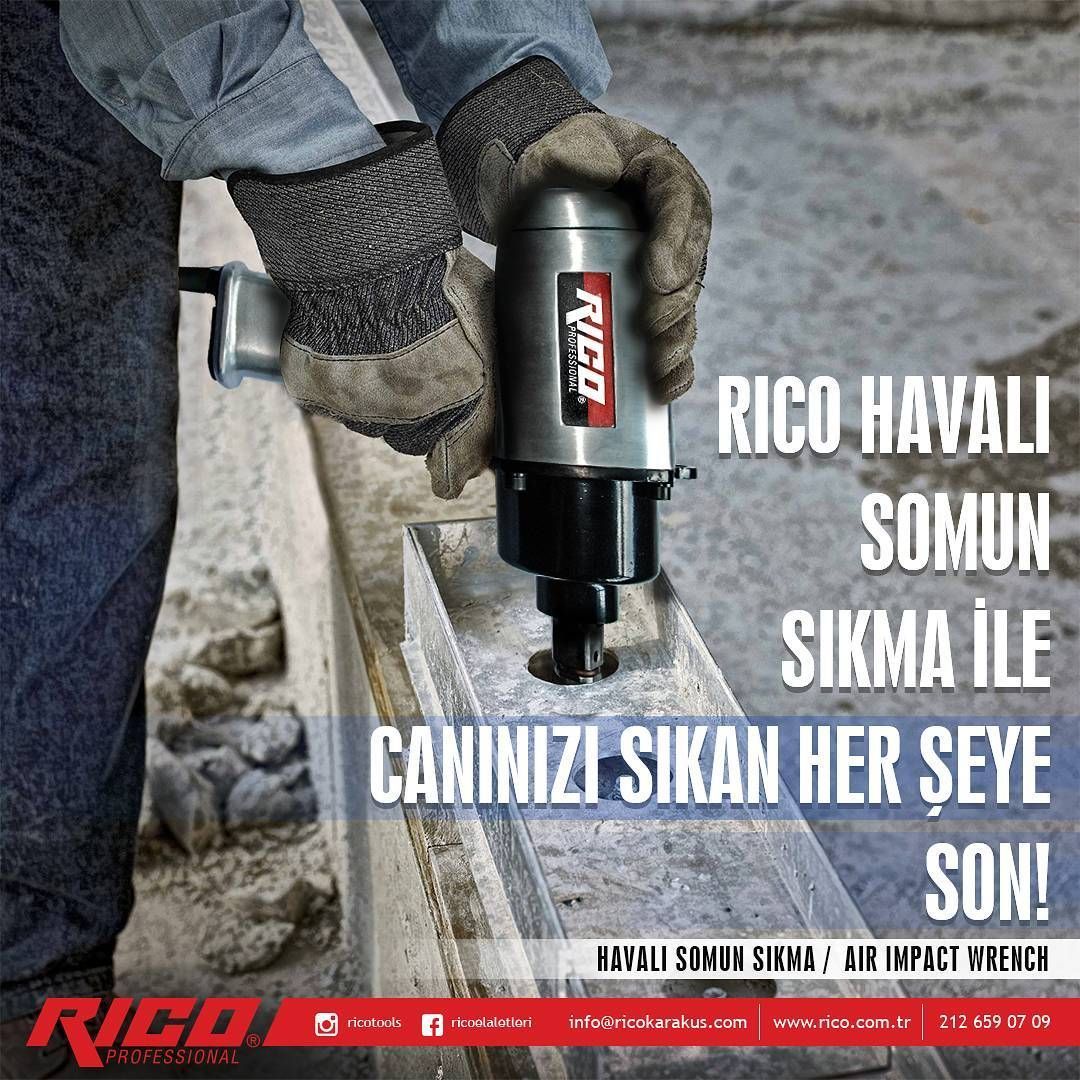 RICO
PROFESSIONAL®
RICO HAVALI
SOMUN
SIKMA İLE
CANINIZI SIKAN HER ŞEYE
SON!
HAVALI SOMUN SIKMA / AIR IMPACT WRENCH
RICO®
PROFESSIONAL
ricotools ricoelaletleri info@ricokarakus.com www.rico.com.tr 212 659 07 09